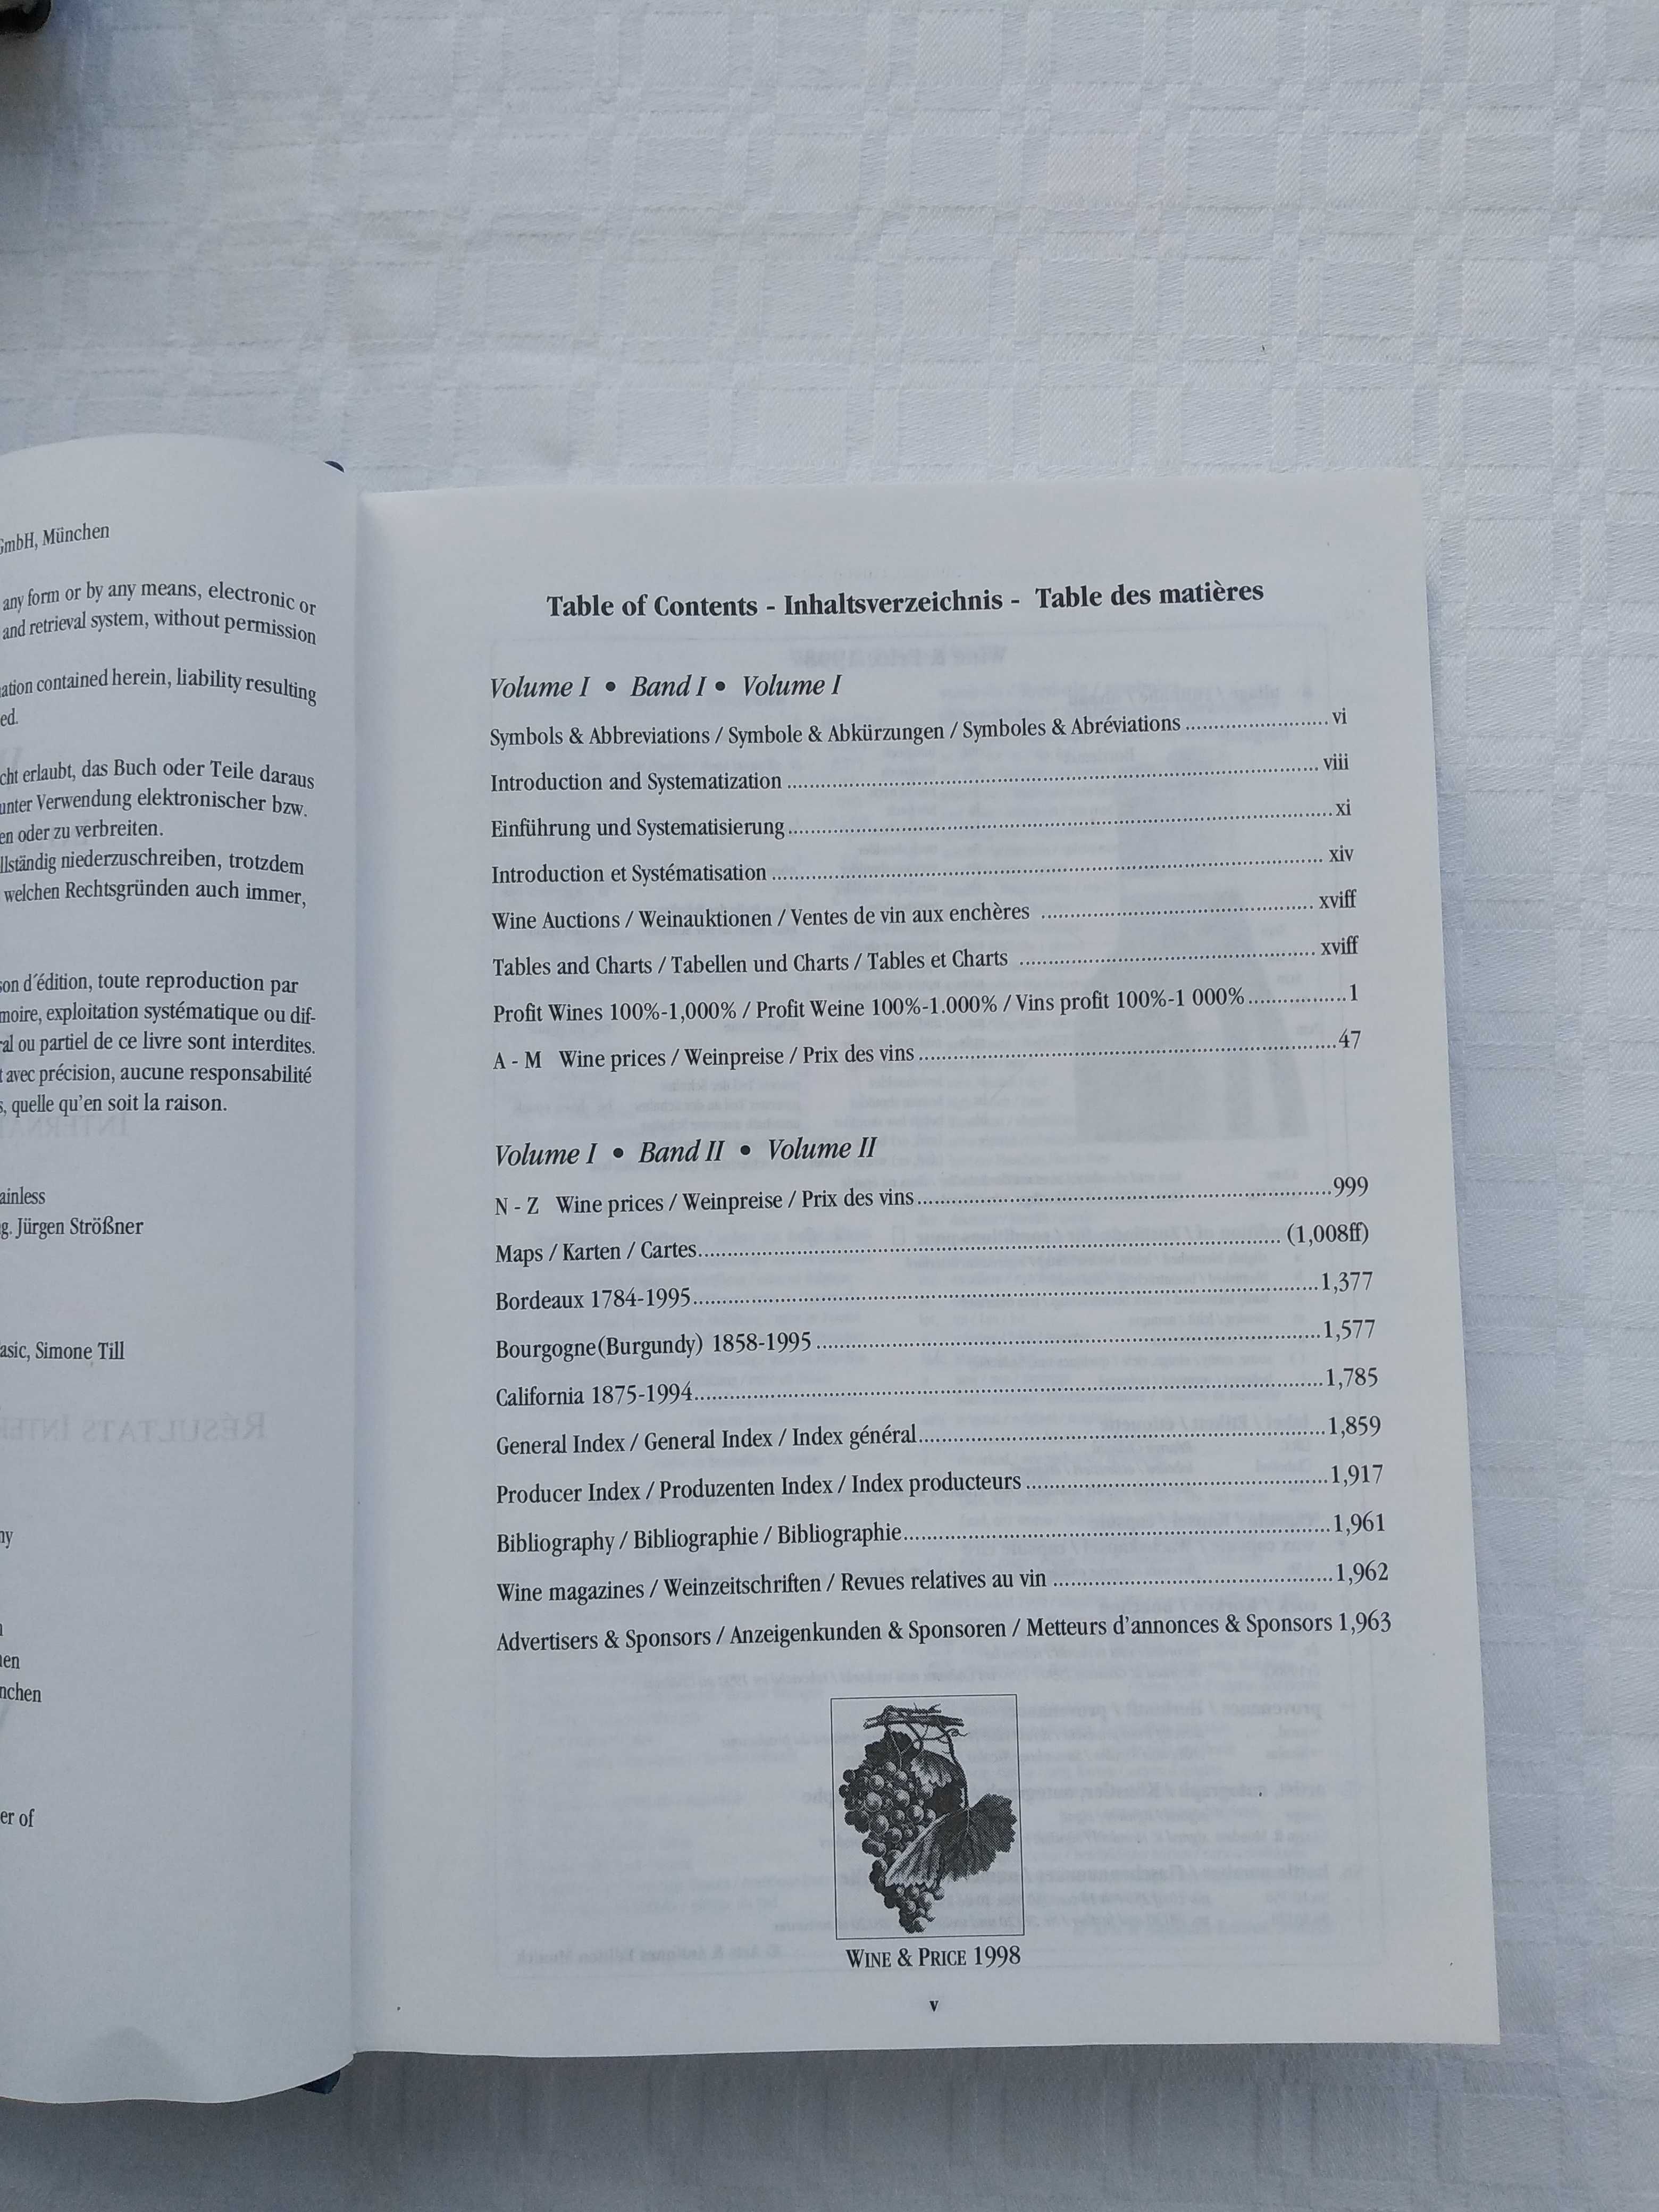 GmbH, München
any form or by any means, electronic or
and retrieval system, without permission
contained herein, liability resulting
erlaubt, das Buch oder Teile daraus
unter Verwendung elektronischer bzw.
oder zu verbreiten.
niederzuschreiben, trotzdem
welchen Rechtsgründen auch immer,
d´édition, toute reproduction par
exploitation systématique ou dif-
ou partiel de ce livre sont interdites.
avec précision, aucune responsabilité
quelle qu'en soit la raison.
Jürgen Strößner
Simone Till
er of
Table of Contents - Inhaltsverzeichnis - Table des matières
Volume I • Band I • Volume I
Symbols & Abbreviations / Symbole & Abkürzungen / Symboles & Abréviations ........................ vi
Introduction and Systematization ........................ viii
Einführung und Systematisierung ........................ xi
Introduction et Systématisation ........................ xiv
Wine Auctions / Weinauktionen / Ventes de vin aux enchères ........................ xviff
Tables and Charts / Tabellen und Charts / Tables et Charts ........................ xviff
Profit Wines 100%-1,000% / Profit Weine 100%-1.000% / Vins profit 100%-1 000% ................ 1
A - M Wine prices / Weinpreise / Prix des vins ........................ 47
Volume I • Band II • Volume II
N - Z Wine prices / Weinpreise / Prix des vins ........................ 999
Maps / Karten / Cartes ........................ (1,008ff)
Bordeaux 1784-1995 ........................ 1,377
Bourgogne(Burgundy) 1858-1995 ........................ 1,577
California 1875-1994 ........................ 1,785
General Index / General Index / Index général ........................ 1,859
Producer Index / Produzenten Index / Index producteurs ........................ 1,917
Bibliography / Bibliographie / Bibliographie ........................ 1,961
Wine magazines / Weinzeitschriften / Revues relatives au vin ........................ 1,962
Advertisers & Sponsors / Anzeigenkunden & Sponsoren / Metteurs d'annonces & Sponsors 1,963
WINE & PRICE 1998
v